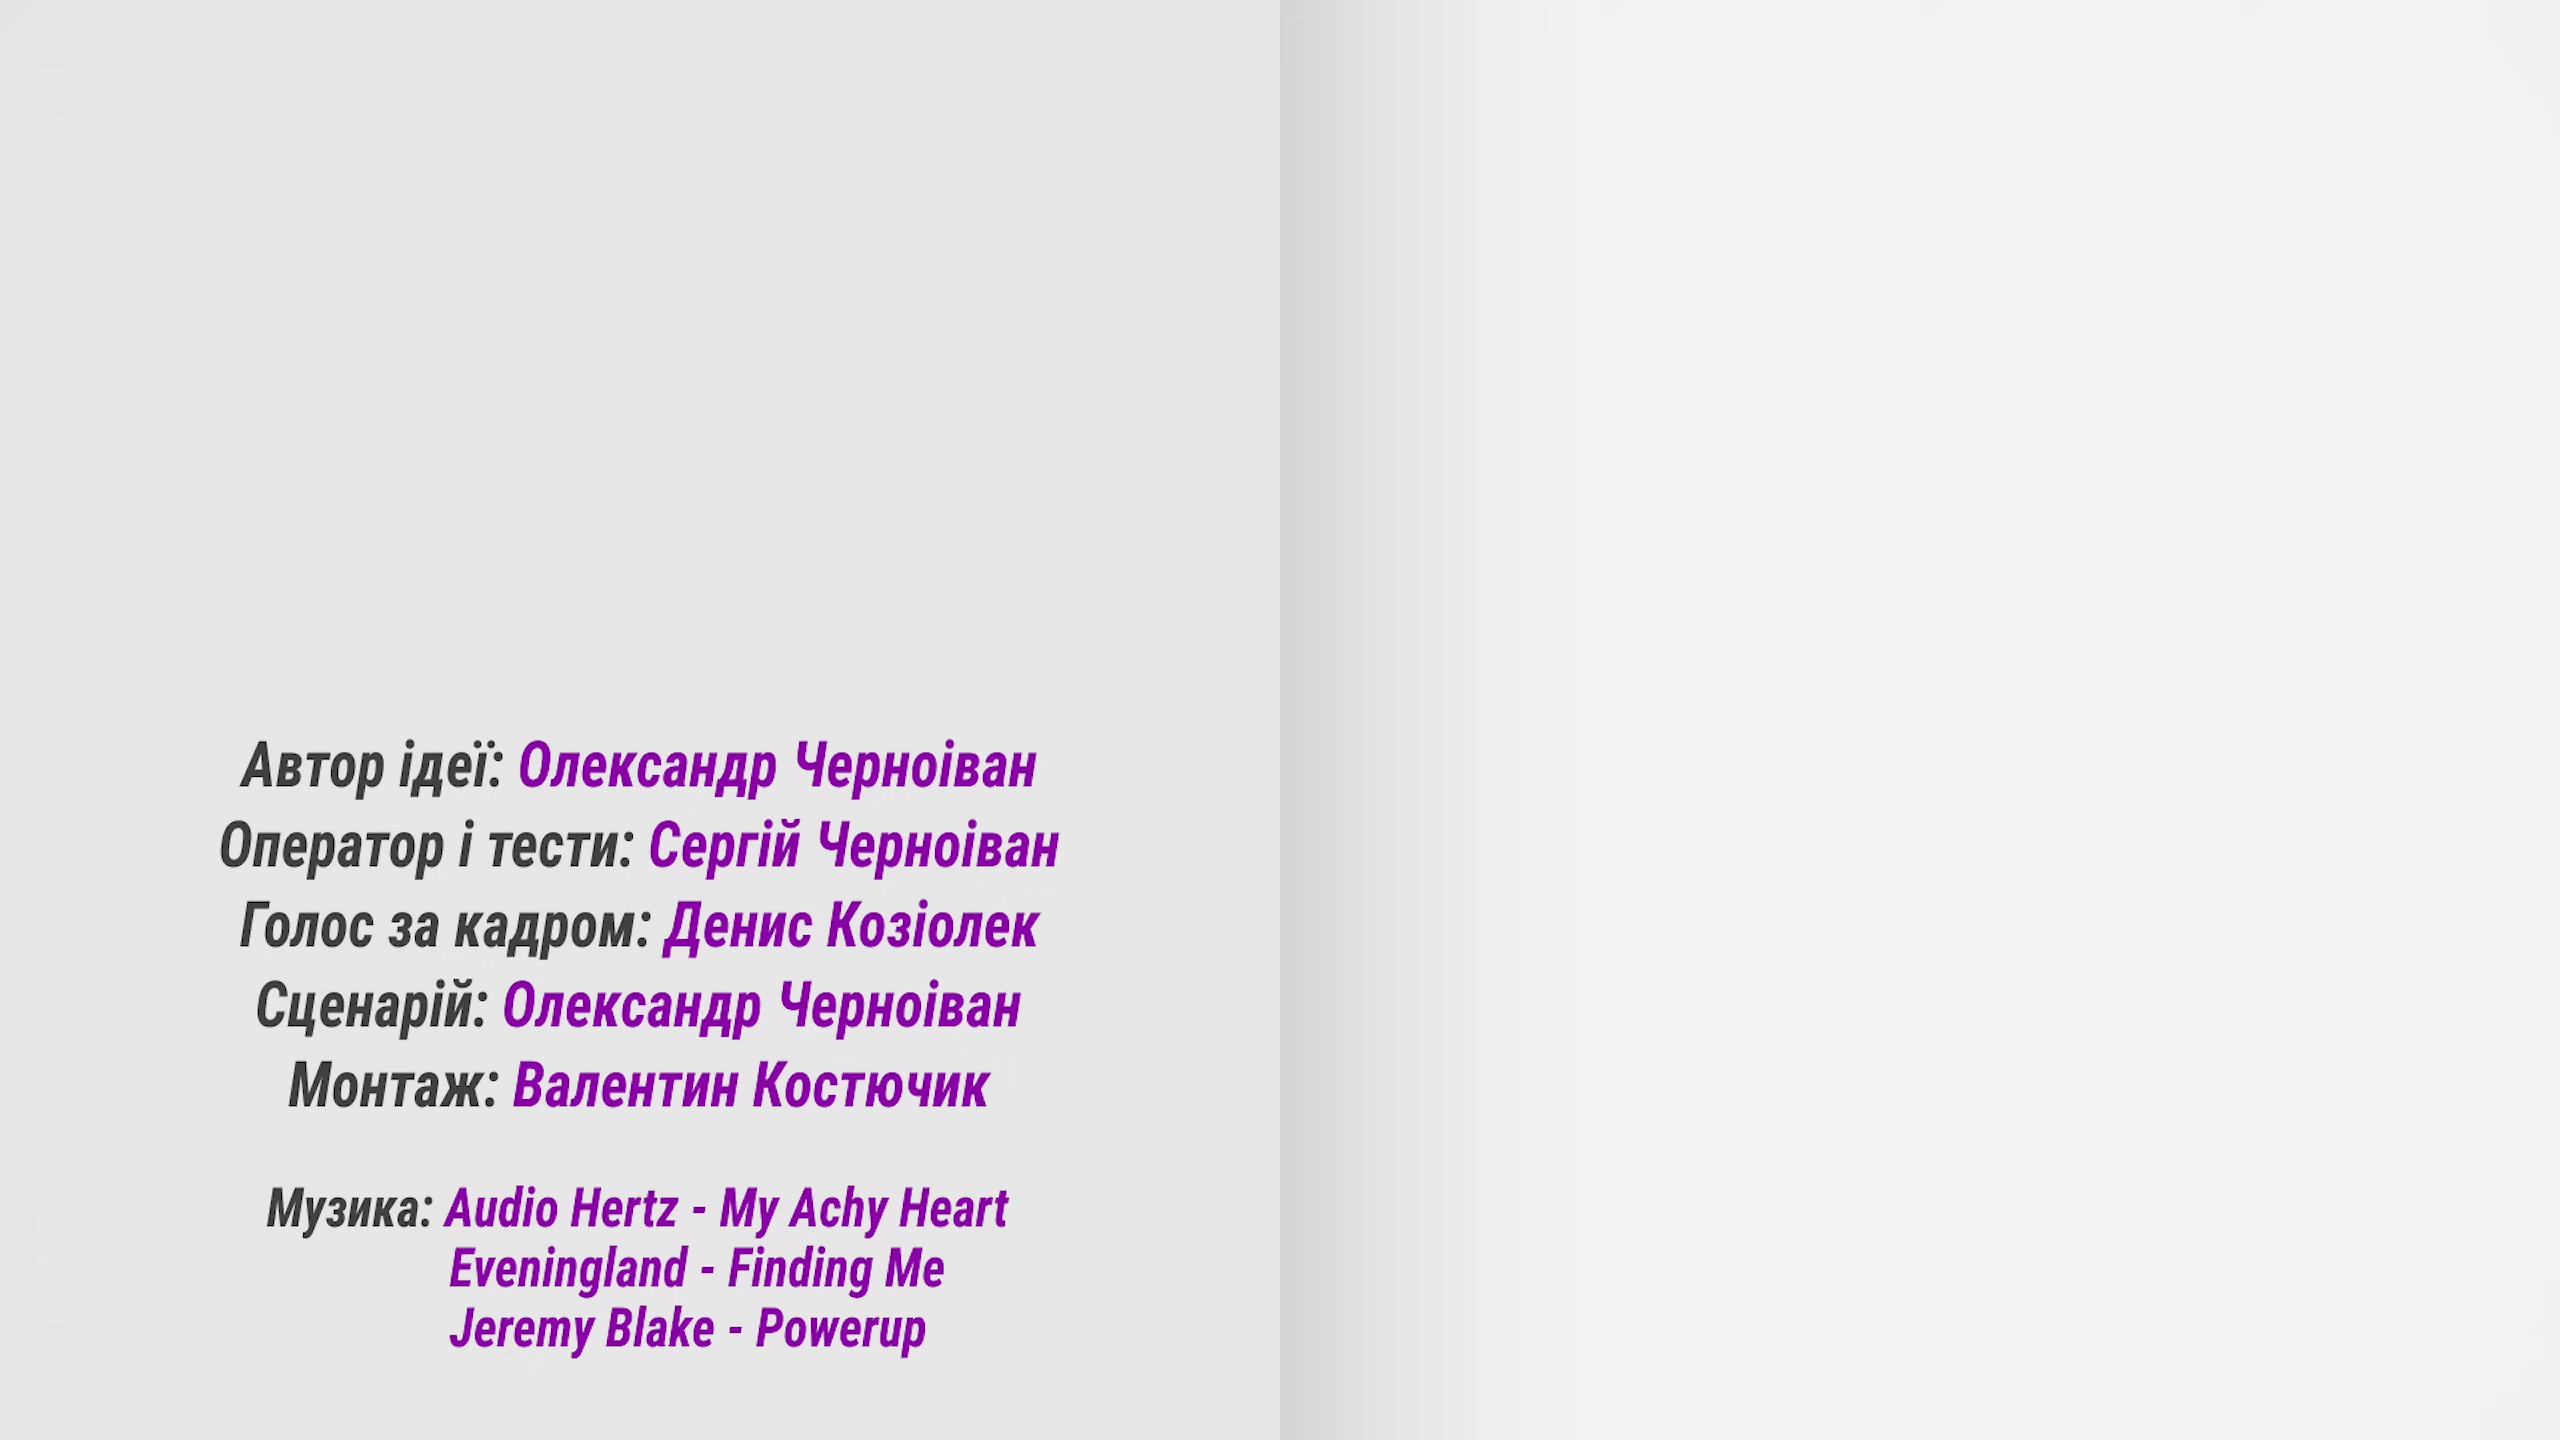 Автор ідеї: Олександр Черноіван
Оператор і тести: Сергій Черноіван
Голос за кадром: Денис Козіолек
Сценарій: Олександр Черноіван
Монтаж: Валентин Костючик
Музика: Audio Hertz - My Achy Heart
Eveningland - Finding Me
Jeremy Blake - Powerup